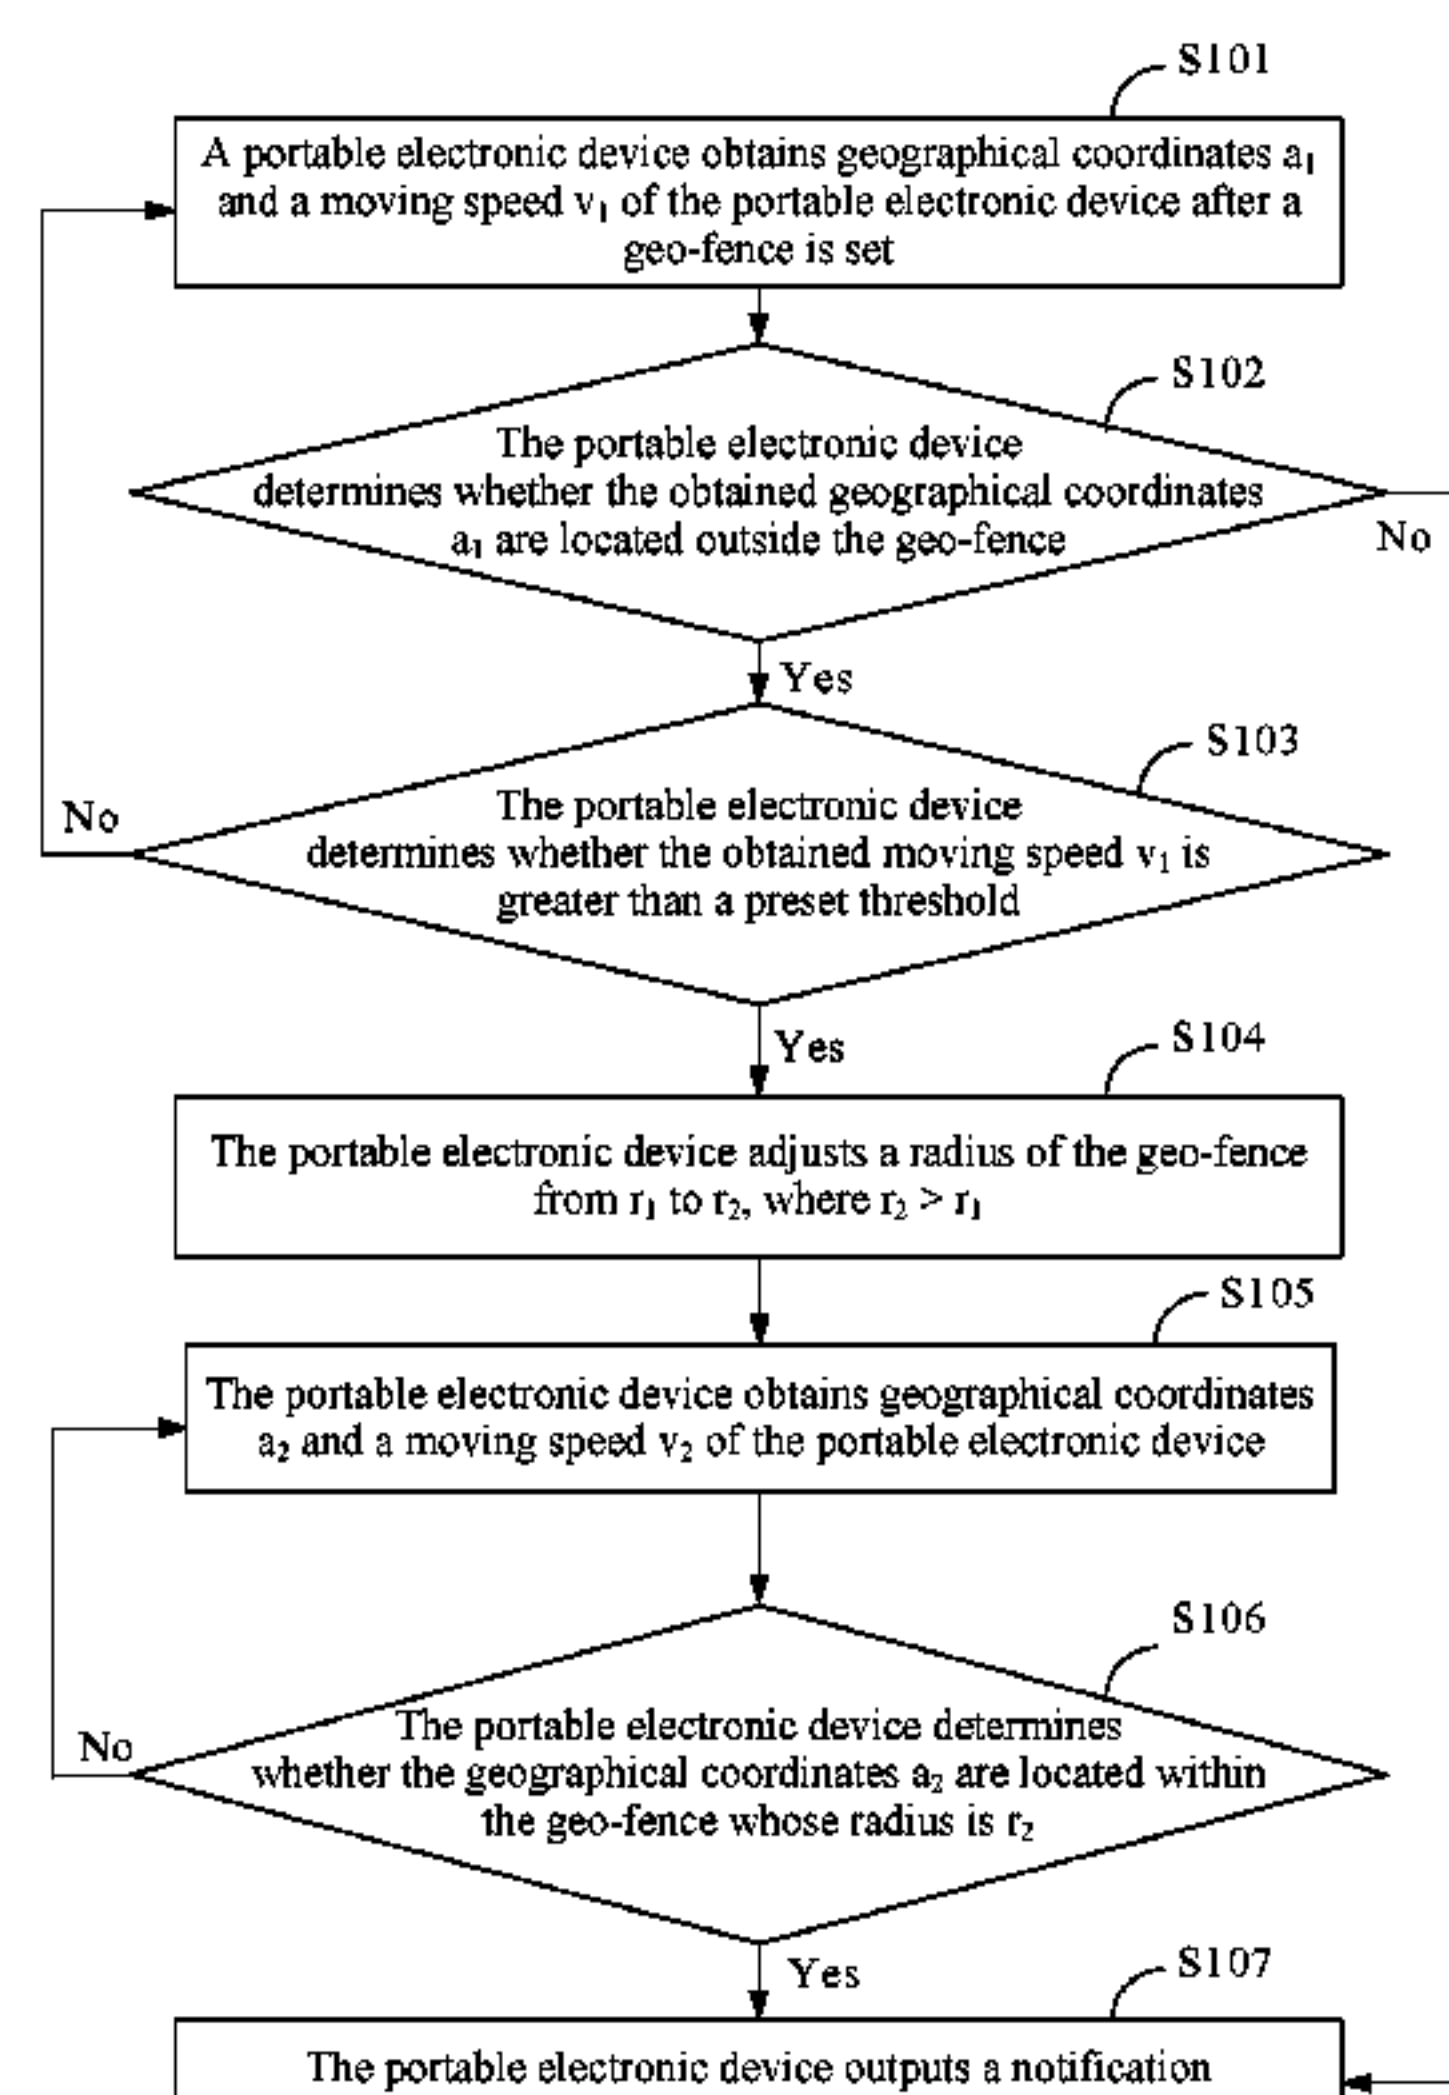 S101
A portable electronic device obtains geographical coordinates a₁
and a moving speed v₁ of the portable electronic device after a
geo-fence is set
S102
The portable electronic device
determines whether the obtained geographical coordinates
a₁ are located outside the geo-fence
No
Yes
S103
The portable electronic device
determines whether the obtained moving speed v₁ is
greater than a preset threshold
No
Yes
S104
The portable electronic device adjusts a radius of the geo-fence
from r₁ to r₂, where r₂ > r₁
S105
The portable electronic device obtains geographical coordinates
a₂ and a moving speed v₂ of the portable electronic device
S106
The portable electronic device determines
whether the geographical coordinates a₂ are located within
the geo-fence whose radius is r₂
No
Yes
S107
The portable electronic device outputs a notification